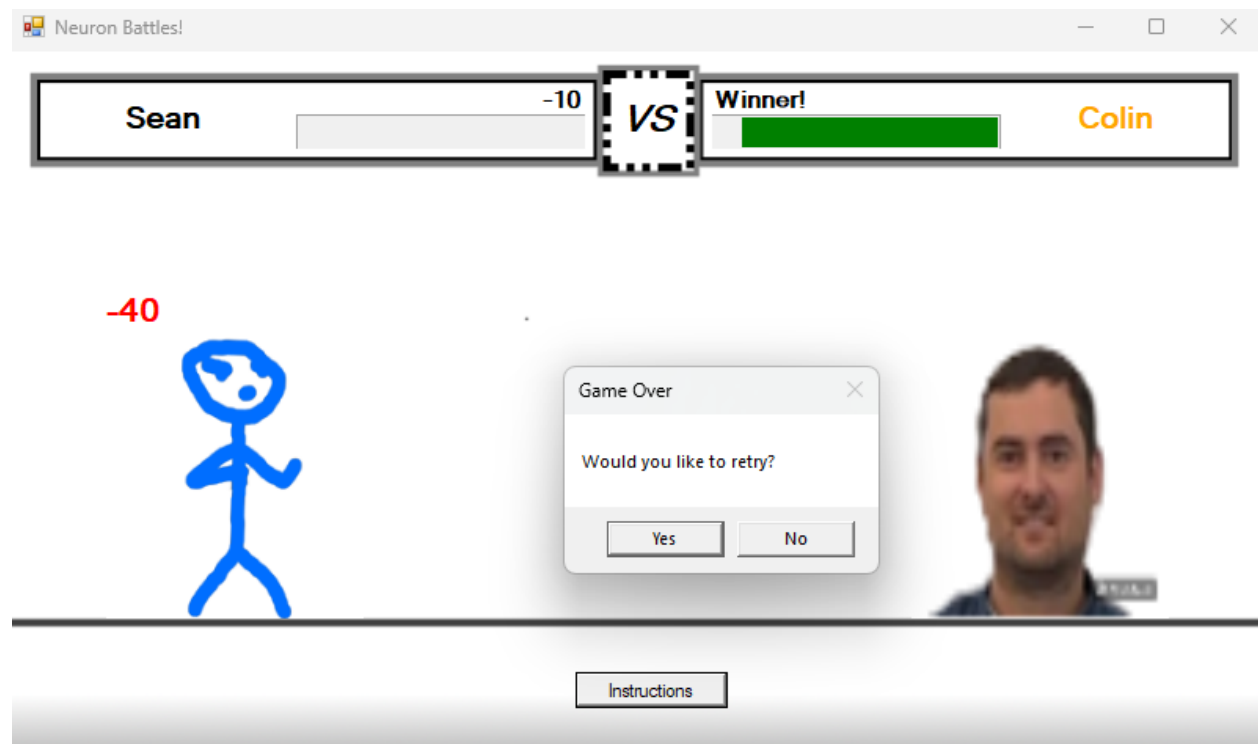 Neuron Battles!
Sean
-10
VS
Winner!
Colin
-40
Game Over
Would you like to retry?
Yes
No
Instructions